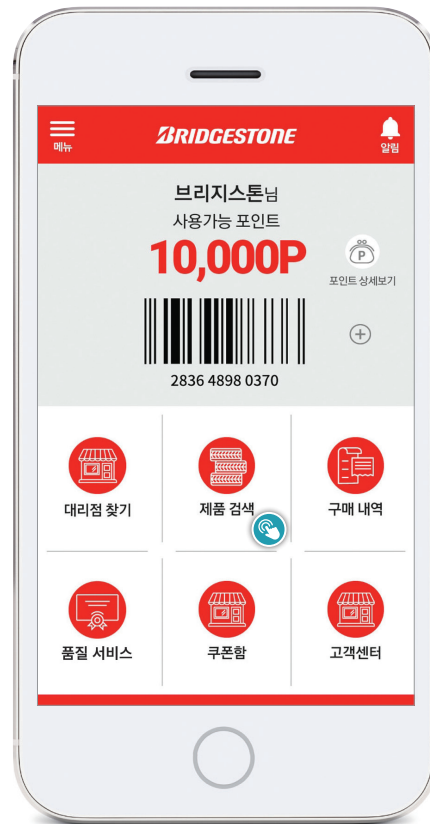 BRIDGESTONE
메뉴
알림
브리지스톤님
사용가능 포인트
10,000P
P
포인트 상세보기
2836 4898 0370
대리점 찾기
제품 검색
구매 내역
품질 서비스
쿠폰함
고객센터